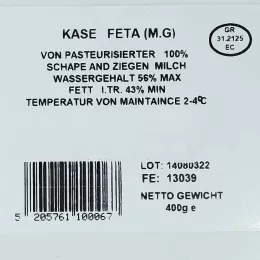 KASE FETA (M.G)
GR
31.2125
EC
VON PASTEURISIERTER 100%
SCHAPE AND ZIEGEN MILCH
WASSERGEHALT 56% MAX
FETT I.TR. 43% MIN
TEMPERATUR VON MAINTAINCE 2-4ºC
LOT: 14080322
FE: 13039
NETTO GEWICHT
400g e
5 205761 100067